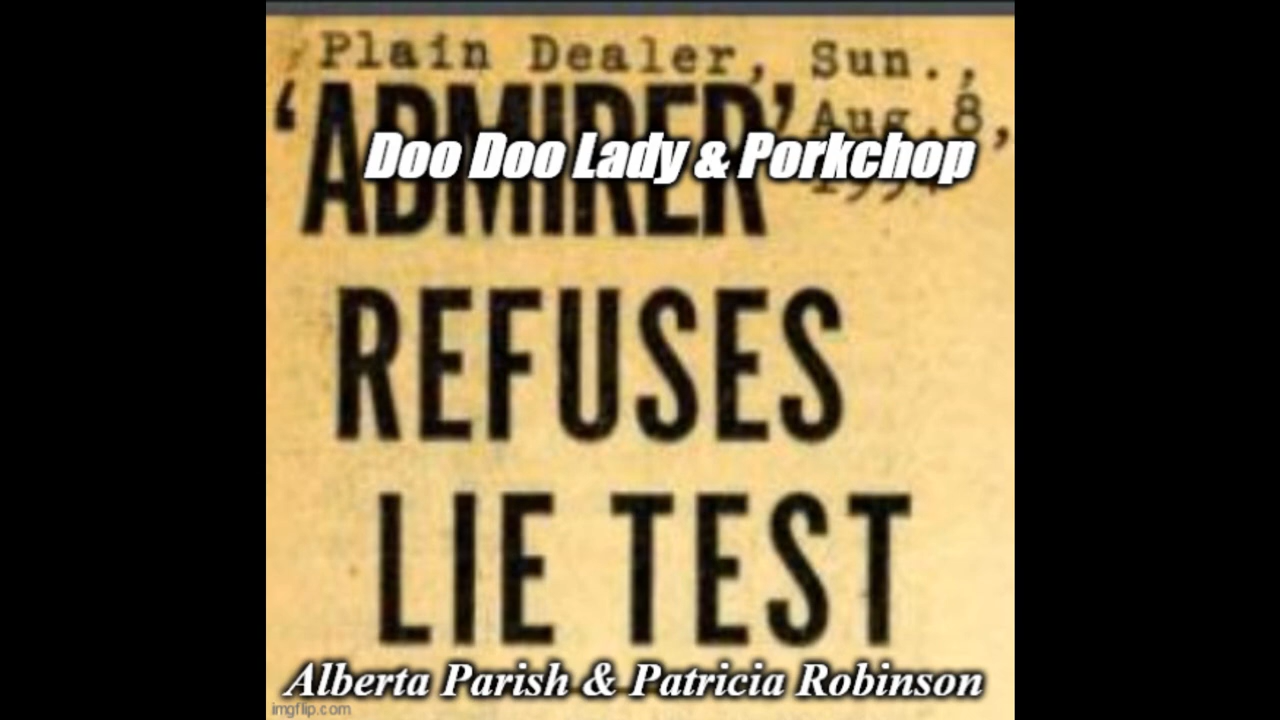 Plain Dealer, Sun.,
'ADMIRER' Aug.8,
Doo Doo Lady & Porkchop
REFUSES
LIE TEST
Alberta Parish & Patricia Robinson
imgflip.com